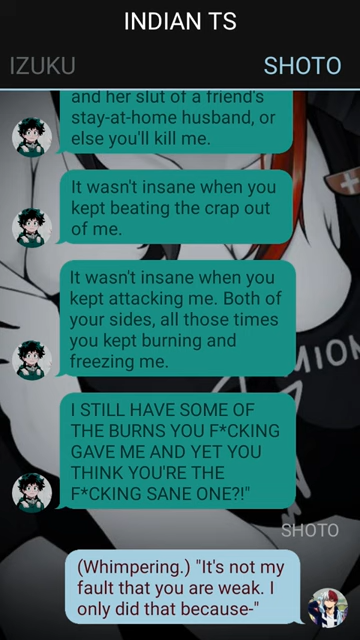 INDIAN TS
IZUKU
SHOTO
and her slut of a friend's
stay-at-home husband, or
else you'll kill me.
It wasn't insane when you
kept beating the crap out
of me.
It wasn't insane when you
kept attacking me. Both of
your sides, all those times
you kept burning and
freezing me.
MION
I STILL HAVE SOME OF
THE BURNS YOU F*CKING
GAVE ME AND YET YOU
THINK YOU'RE THE
F*CKING SANE ONE?!"
SHOTO
(Whimpering.) "It's not my
fault that you are weak. I
only did that because-"